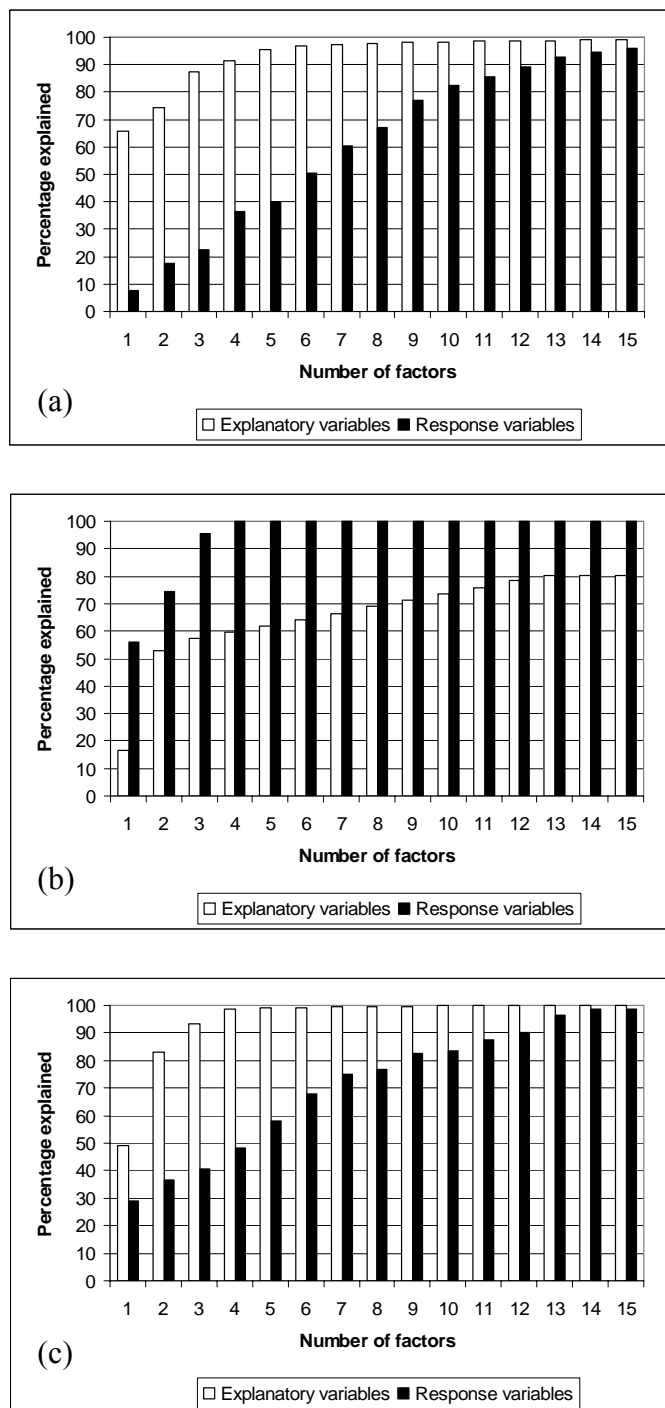 100
90
80
70
60
50
40
30
20
10
0
Percentage explained
1 2 3 4 5 6 7 8 9 10 11 12 13 14 15
Number of factors
(a)
Explanatory variables Response variables
100
90
80
70
60
50
40
30
20
10
0
Percentage explained
1 2 3 4 5 6 7 8 9 10 11 12 13 14 15
Number of factors
(b)
Explanatory variables Response variables
100
90
80
70
60
50
40
30
20
10
0
Percentage explained
1 2 3 4 5 6 7 8 9 10 11 12 13 14 15
Number of factors
(c)
Explanatory variables Response variables